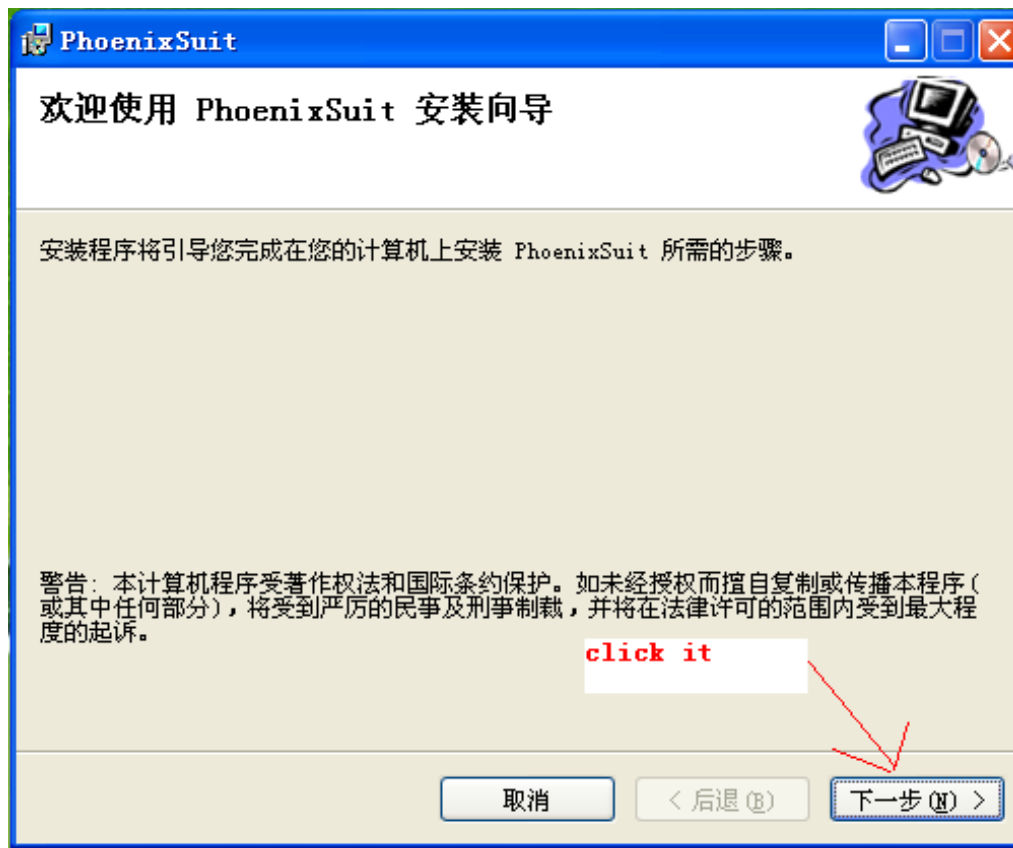 PhoenixSuit
欢迎使用 PhoenixSuit 安装向导
安装程序将引导您完成在您的计算机上安装 PhoenixSuit 所需的步骤。
警告: 本计算机程序受著作权法和国际条约保护。如未经授权而擅自复制或传播本程序(
或其中任何部分), 将受到严厉的民事及刑事制裁, 并将在法律许可的范围内受到最大程
度的起诉。
click it
取消
< 后退(B)
下一步(N) >